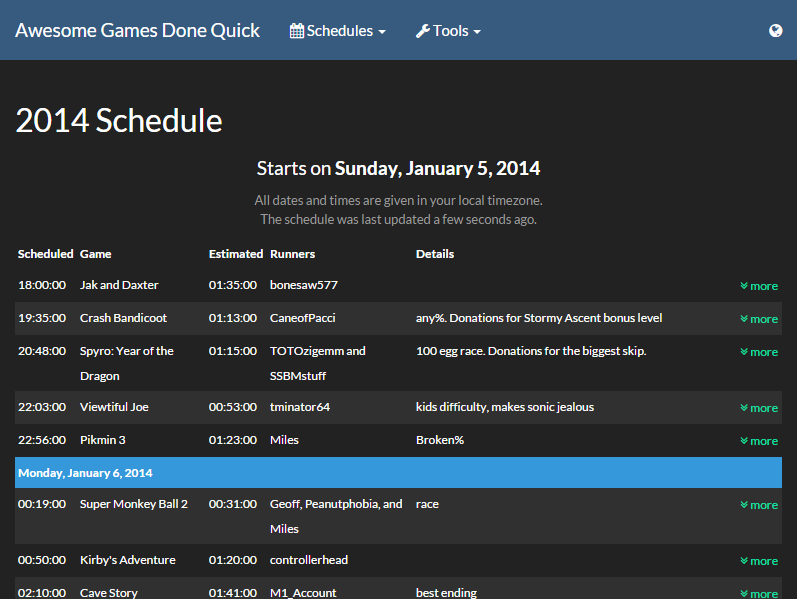 Awesome Games Done Quick Schedules Tools
2014 Schedule
Starts on Sunday, January 5, 2014
All dates and times are given in your local timezone.
The schedule was last updated a few seconds ago.
Scheduled Game Estimated Runners Details
18:00:00 Jak and Daxter 01:35:00 bonesaw577 more
19:35:00 Crash Bandicoot 01:13:00 CaneofPacci any%. Donations for Stormy Ascent bonus level more
20:48:00 Spyro: Year of the 01:15:00 TOTOzigemm and 100 egg race. Donations for the biggest skip. more
Dragon SSBMstuff
22:03:00 Viewtiful Joe 00:53:00 tminator64 kids difficulty, makes sonic jealous more
22:56:00 Pikmin 3 01:23:00 Miles Broken% more
Monday, January 6, 2014
00:19:00 Super Monkey Ball 2 00:31:00 Geoff, Peanutphobia, and race more
Miles
00:50:00 Kirby's Adventure 01:20:00 controllerhead more
02:10:00 Cave Story 01:41:00 M1_Account best ending more